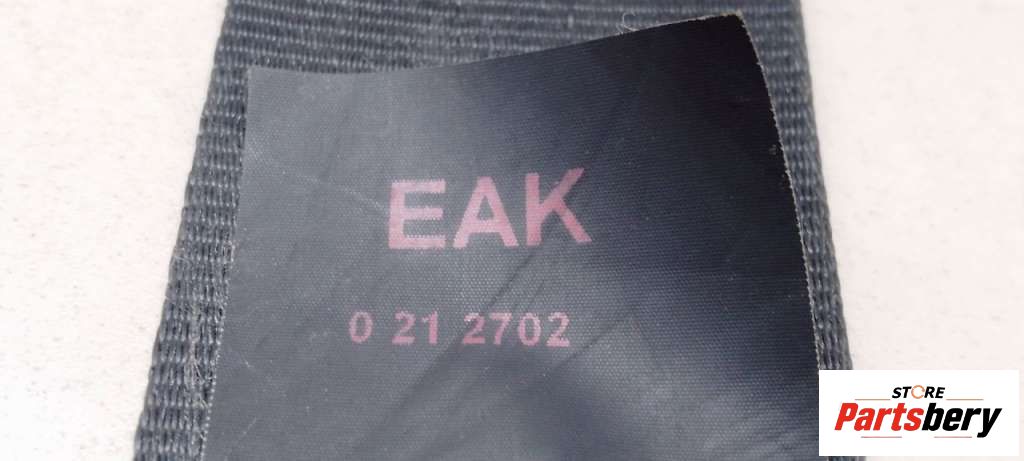 EAK
0 21 2702
STORE
Partsbery